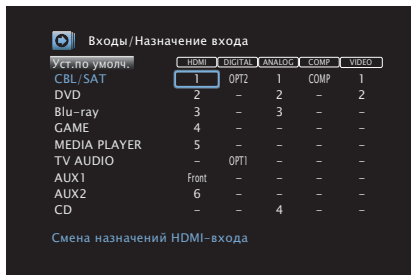 Входы/Назначение входа
Уст.по умолч. HDMI DIGITAL ANALOG COMP VIDEO
CBL/SAT 1 OPT2 1 COMP 1
DVD 2 – 2 – 2
Blu-ray 3 – 3 – –
GAME 4 – – – –
MEDIA PLAYER 5 – – – –
TV AUDIO – OPT1 – – –
AUX1 Front – – – –
AUX2 6 – – – –
CD – – 4 – –
Смена назначений HDMI-входа